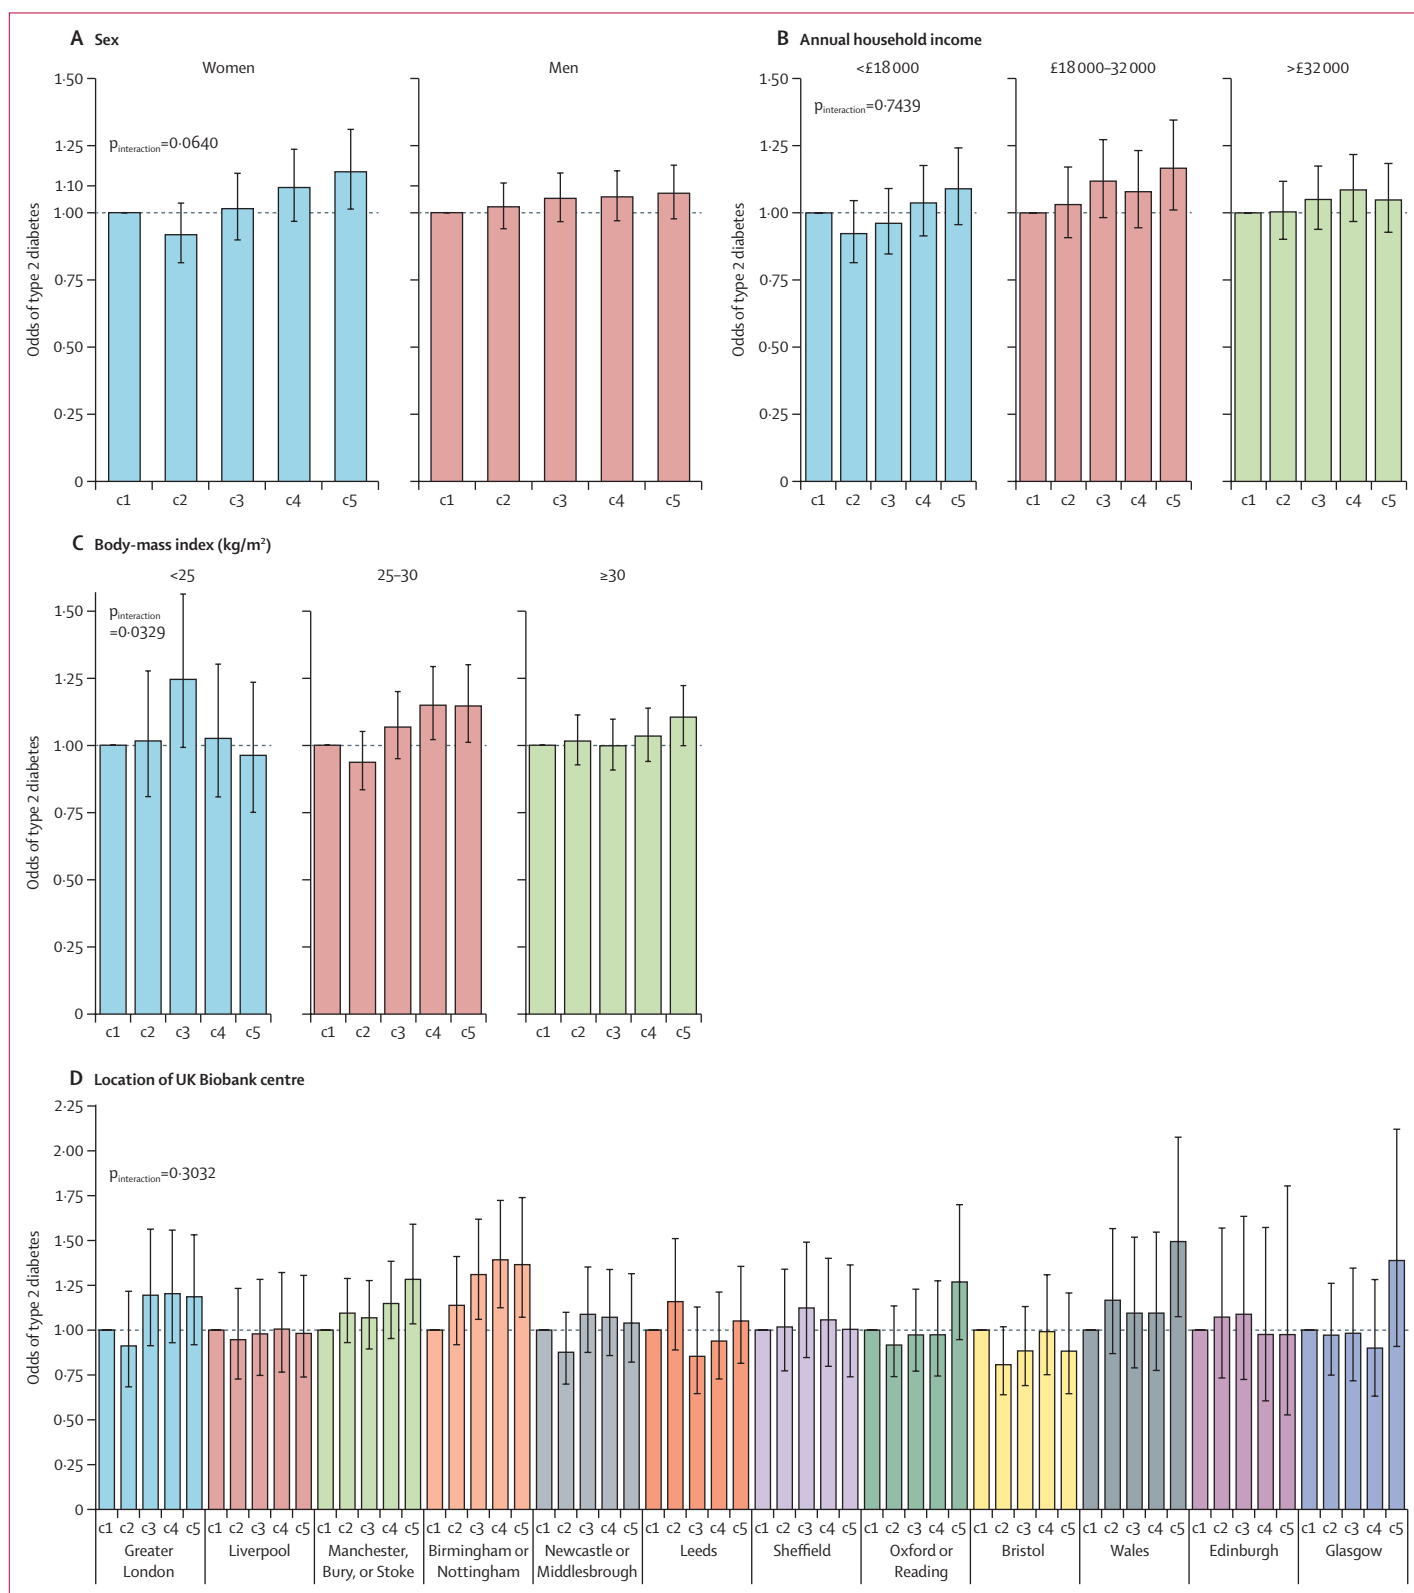 A Sex
Women Men
1·50
1·25
1·10
1·00
0·75
0·50
0·25
0
Odds of type 2 diabetes
pinteraction=0·0640
c1 c2 c3 c4 c5 c1 c2 c3 c4 c5
B Annual household income
<£18 000 £18 000–32 000 >£32 000
1·50
1·25
1·00
0·75
0·50
0·25
0
Odds of type 2 diabetes
pinteraction=0·7439
c1 c2 c3 c4 c5 c1 c2 c3 c4 c5 c1 c2 c3 c4 c5
C Body-mass index (kg/m²)
<25 25–30 ≥30
1·50
1·25
1·00
0·75
0·50
0·25
0
Odds of type 2 diabetes
pinteraction
=0·0329
c1 c2 c3 c4 c5 c1 c2 c3 c4 c5 c1 c2 c3 c4 c5
D Location of UK Biobank centre
2·25
2·00
1·75
1·50
1·25
1·00
0·75
0·50
0·25
0
Odds of type 2 diabetes
pinteraction=0·3032
c1 c2 c3 c4 c5 c1 c2 c3 c4 c5 c1 c2 c3 c4 c5 c1 c2 c3 c4 c5 c1 c2 c3 c4 c5 c1 c2 c3 c4 c5 c1 c2 c3 c4 c5 c1 c2 c3 c4 c5 c1 c2 c3 c4 c5 c1 c2 c3 c4 c5 c1 c2 c3 c4 c5 c1 c2 c3 c4 c5
Greater Liverpool Manchester, Birmingham or Newcastle or Leeds Sheffield Oxford or Bristol Wales Edinburgh Glasgow
London Bury, or Stoke Nottingham Middlesbrough Reading